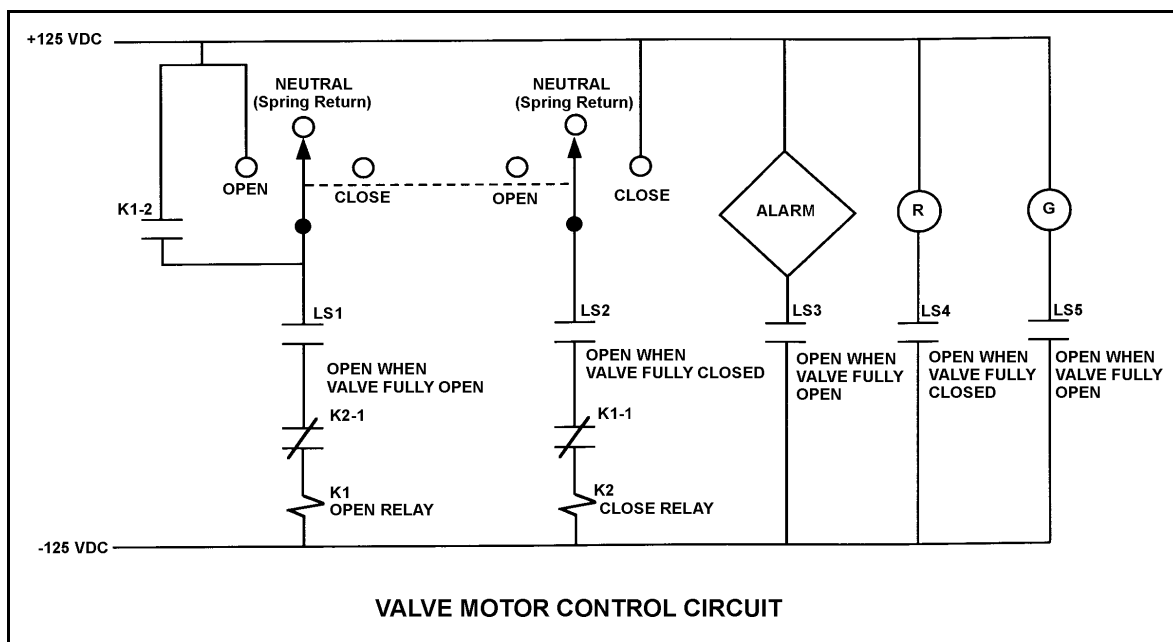 +125 VDC
NEUTRAL
(Spring Return)
NEUTRAL
(Spring Return)
OPEN
CLOSE
OPEN
CLOSE
K1-2
ALARM
R
G
LS1
OPEN WHEN
VALVE FULLY OPEN
LS2
OPEN WHEN
VALVE FULLY CLOSED
LS3
OPEN WHEN
VALVE FULLY
OPEN
LS4
OPEN WHEN
VALVE FULLY
CLOSED
LS5
OPEN WHEN
VALVE FULLY
OPEN
K2-1
K1-1
K1
OPEN RELAY
K2
CLOSE RELAY
-125 VDC
VALVE MOTOR CONTROL CIRCUIT